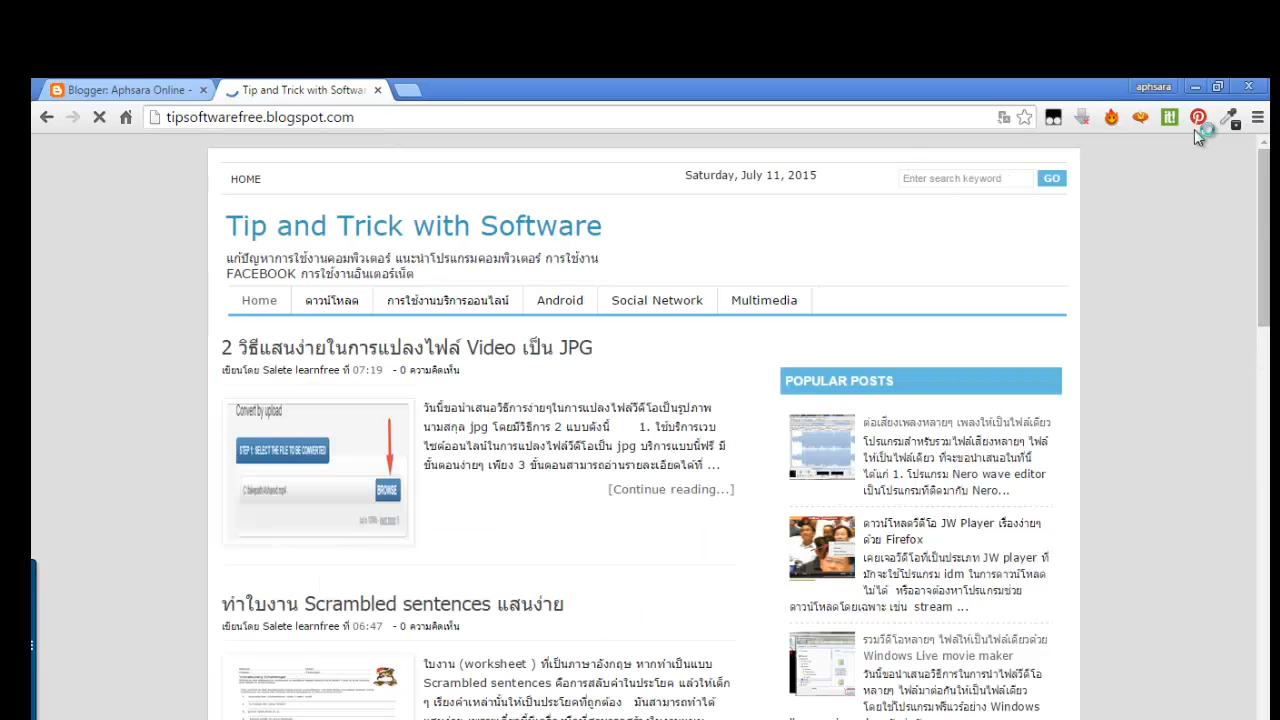 Blogger: Aphsara Online -
Tip and Trick with Softwar
aphsara
tipsoftwarefree.blogspot.com
it!
HOME
Saturday, July 11, 2015
Enter search keyword
GO
Tip and Trick with Software
แก้ปัญหาการใช้งานคอมพิวเตอร์ แนะนำโปรแกรมคอมพิวเตอร์ การใช้งาน
FACEBOOK การใช้งานอินเตอร์เน็ต
Home
ดาวน์โหลด
การใช้งานบริการออนไลน์
Android
Social Network
Multimedia
2 วิธีแสนง่ายในการแปลงไฟล์ Video เป็น JPG
เขียนโดย Salete learnfree ที่ 07:19 - 0 ความคิดเห็น
Convert by upload
STEP 1: SELECT THE FILE TO BE CONVERTED
BROWSE
วันนี้ขอนำเสนอวิธีการง่ายๆในการแปลงไฟล์วีดีโอเป็นรูปภาพ
นามสกุล jpg โดยมีวิธีการ 2 แบบดังนี้ 1. ใช้บริการเวบ
ไซต์ออนไลน์ในการแปลงไฟล์วีดีโอเป็น jpg บริการแบบนี้ฟรี มี
ขั้นตอนง่ายๆ เพียง 3 ขั้นตอนสามารถอ่านรายละเอียดได้ที่ ...
[Continue reading...]
ทำใบงาน Scrambled sentences แสนง่าย
เขียนโดย Salete learnfree ที่ 06:47 - 0 ความคิดเห็น
ใบงาน (worksheet ) ที่เป็นภาษาอังกฤษ หากทำเป็นแบบ
Scrambled sentences คือการสลับคำในประโยค แล้วให้เด็ก
ๆ เรียงคำเหล่านั้นให้เป็นประโยคที่ถูกต้อง มันสามารถทำได้
POPULAR POSTS
ต่อเสียงเพลงหลายๆ เพลงให้เป็นไฟล์เดียว
โปรแกรมสำหรับรวมไฟล์เสียงหลายๆ ไฟล์
ให้เป็นไฟล์เดียว ที่จะขอนำเสนอในที่นี้
ได้แก่ 1. โปรแกรม Nero wave editor
เป็นโปรแกรมที่ติดมากับ Nero...
ดาวน์โหลดวีดีโอ JW Player เรื่องง่ายๆ
ด้วย Firefox
เคยเจอวีดีโอที่เป็นประเภท JW player ที่
มักจะใช้โปรแกรม idm ในการดาวน์โหลด
ไม่ได้ หรืออาจต้องหาโปรแกรมช่วย
ดาวน์โหลดโดยเฉพาะ เช่น stream ...
รวมวีดีโอหลายๆ ไฟล์ให้เป็นไฟล์เดียวด้วย
Windows Live movie maker
วันนี้ขอนำเสนอวิธีการรวมไฟล์วีดีโอ
หลายๆ ไฟล์มาต่อกันให้เป็นไฟล์เดียว
โดยใช้โปรแกรมฟรีแวร์อย่าง Windows